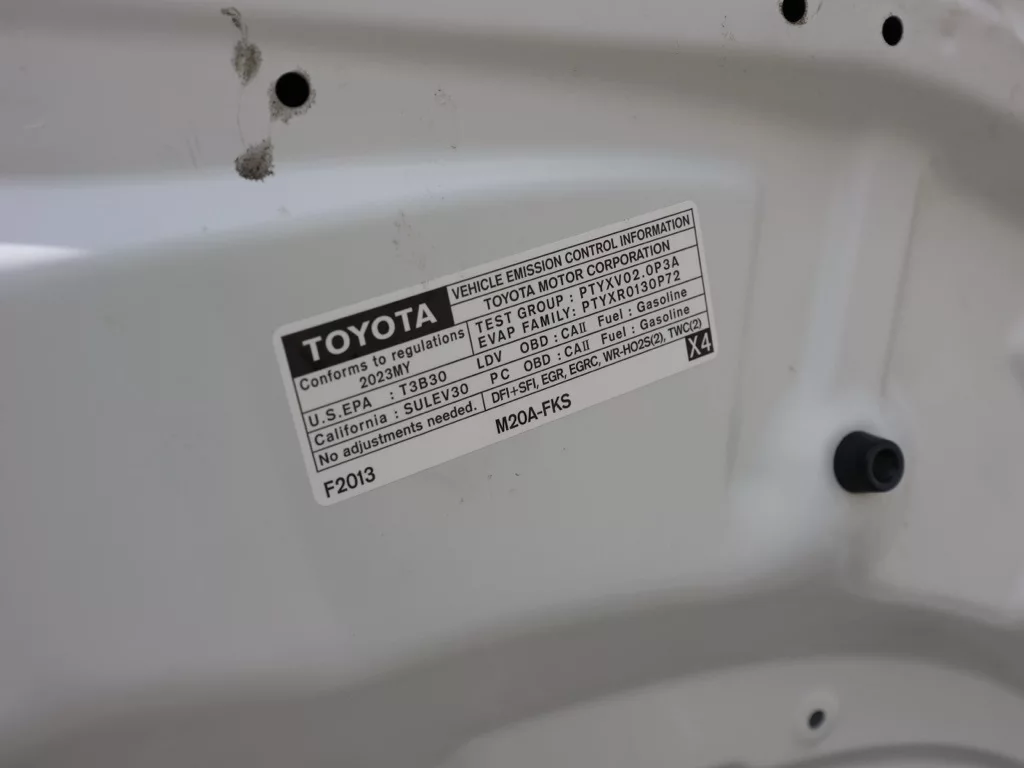 TOYOTA
VEHICLE EMISSION CONTROL INFORMATION
TOYOTA MOTOR CORPORATION
Conforms to regulations
2023MY
TEST GROUP : PTYXV02.0P3A
EVAP FAMILY: PTYXR0130P72
U.S.EPA : T3B30 LDV OBD : CAII Fuel : Gasoline
California : SULEV30 PC OBD : CAII Fuel : Gasoline
No adjustments needed. DFI+SFI, EGR, EGRC, WR-HO2S(2), TWC(2)
X4
F2013
M20A-FKS